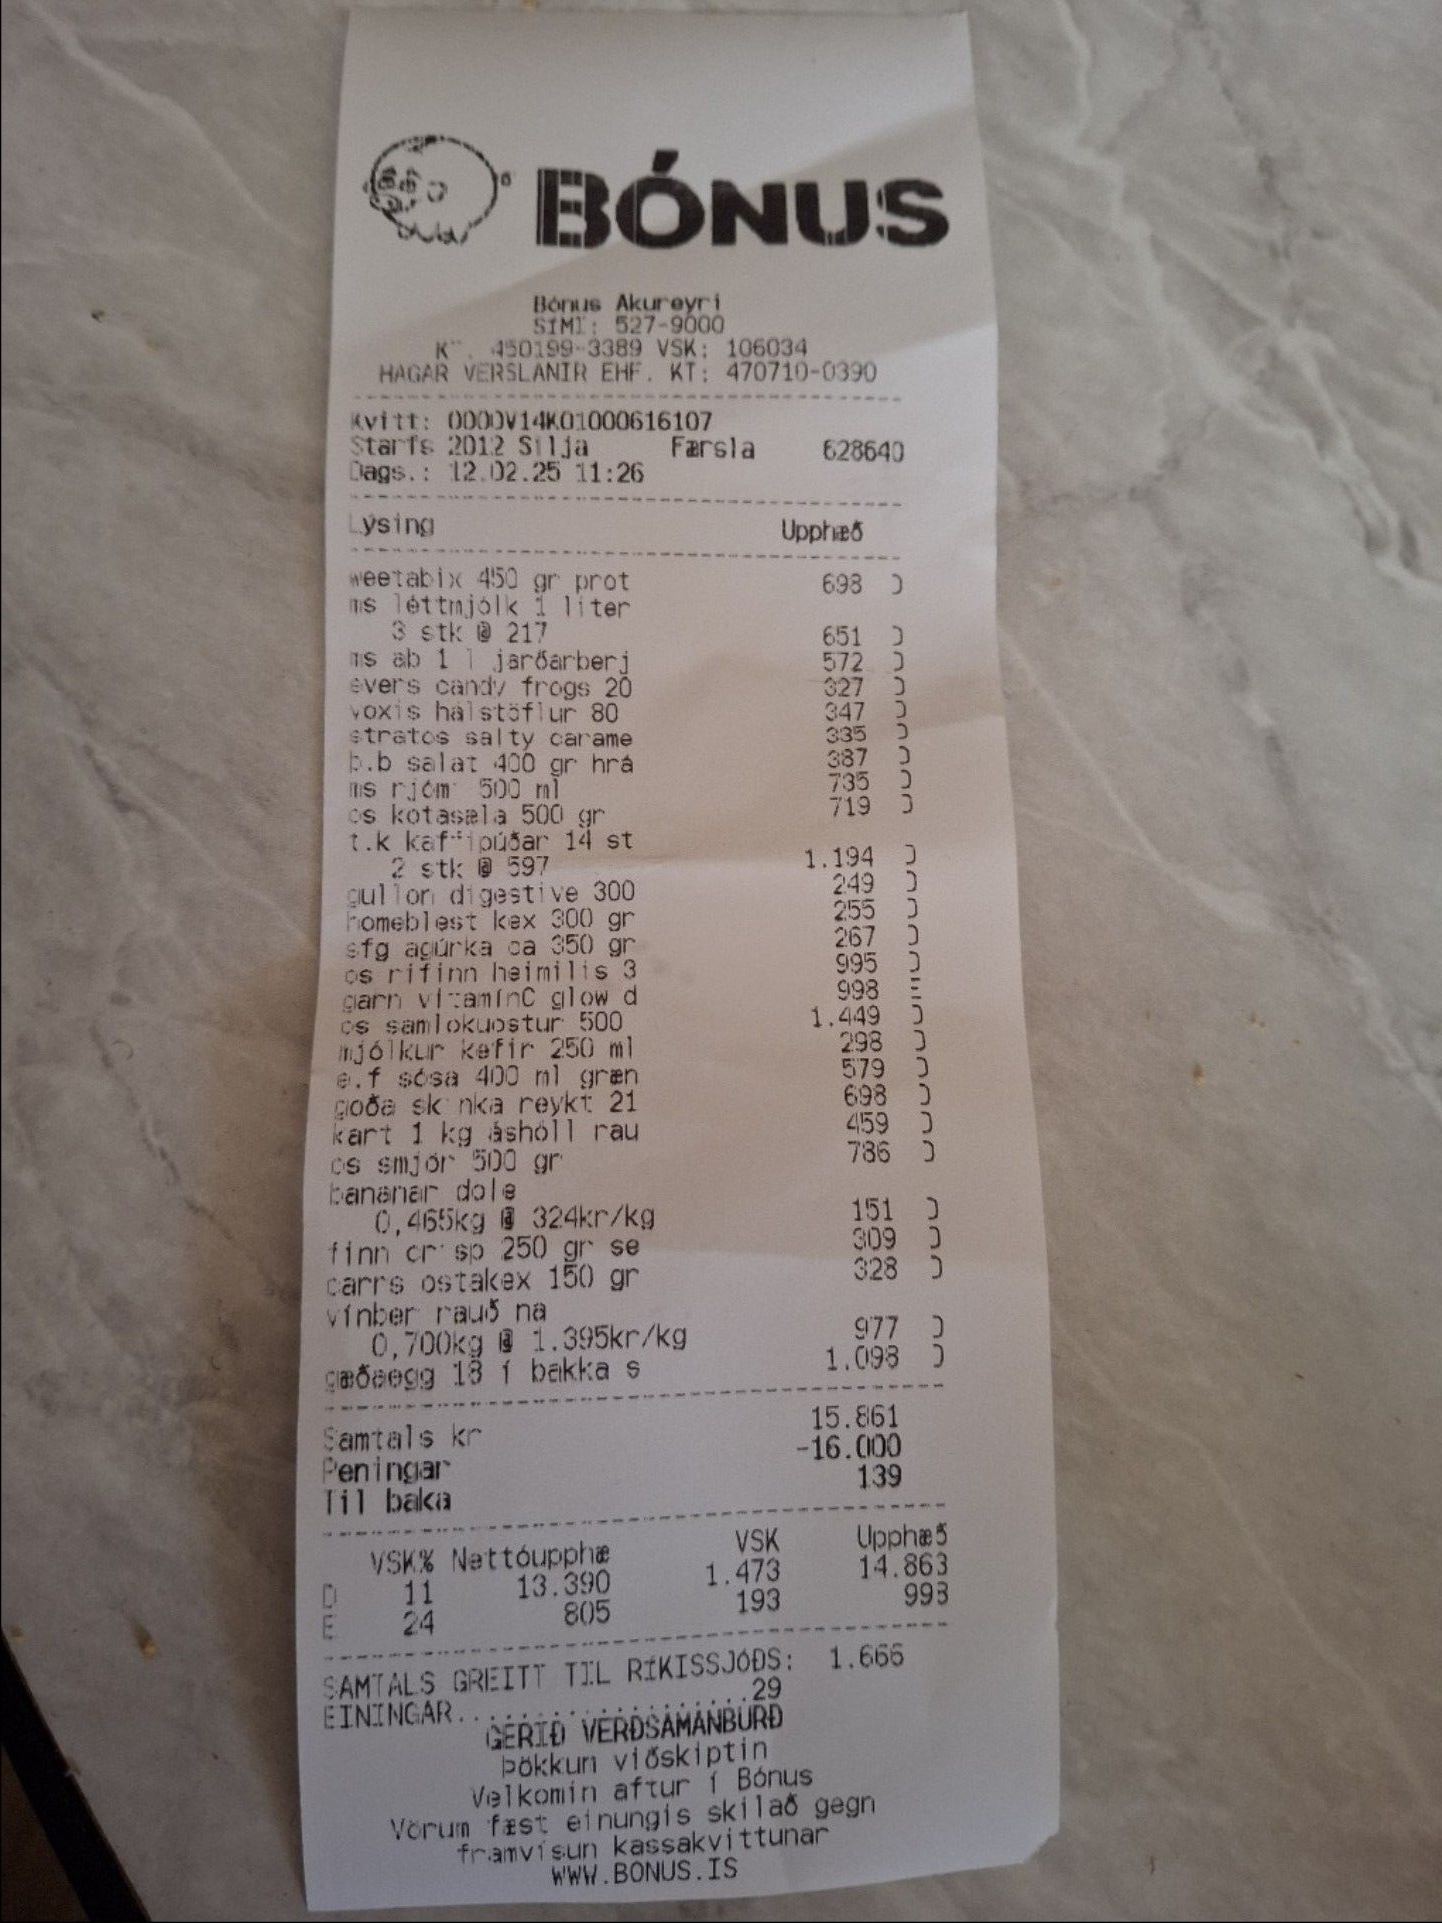 BÓNUS
Bónus Akureyri
SÍMI: 527-9000
450199-3389 VSK: 106034
HAGAR VERSLANIR EHF. KT: 470710-0390
Kvitt: 0000V14K01000616107
Starfs 2012 Silja Færsla 628640
Dags.: 12.02.25 11:26
Lýsing Upphæð
weetabix 450 gr prot 698 D
ms léttmjólk 1 liter
3 stk @ 217 651 D
ms ab 1 l jarðarberj 572 D
evers candy frogs 20 327 D
voxis hálstöflur 80 347 D
stratos salty carame 335 D
b.b salat 400 gr hrá 387 D
ms rjómi 500 ml 735 D
os kotasæla 500 gr 719 D
t.k kaffipúðar 14 st
2 stk @ 597 1.194 D
gullon digestive 300 249 D
homeblest kex 300 gr 255 D
sfg agúrka ca 350 gr 267 D
os rifinn heimilis 3 995 D
garn vítamínC glow d 998 E
os samlokuostur 500 1.449 D
mjólkur kefir 250 ml 298 D
e.f sósa 400 ml græn 579 D
goða skinka reykt 21 698 D
kart 1 kg áshóll rau 459 D
os smjör 500 gr 786 D
bananar dole
0,465kg @ 324kr/kg 151 D
finn crisp 250 gr se 309 D
carrs ostakex 150 gr 328 D
vínber rauð na
0,700kg @ 1.395kr/kg 977 D
gæðaegg 18 í bakka s 1.098 D
Samtals kr 15.861
Peningar -16.000
Til baka 139
VSK% Nettóupphæ VSK Upphæð
D 11 13.390 1.473 14.863
E 24 805 193 998
SAMTALS GREITT TIL RÍKISSJÓÐS: 1.666
EININGAR....................29
GERIÐ VERÐSAMANBURÐ
Þökkum viðskiptin
Velkomin aftur í Bónus
Vörum fæst einungis skilað gegn
framvísun kassakvittunar
WWW.BONUS.IS